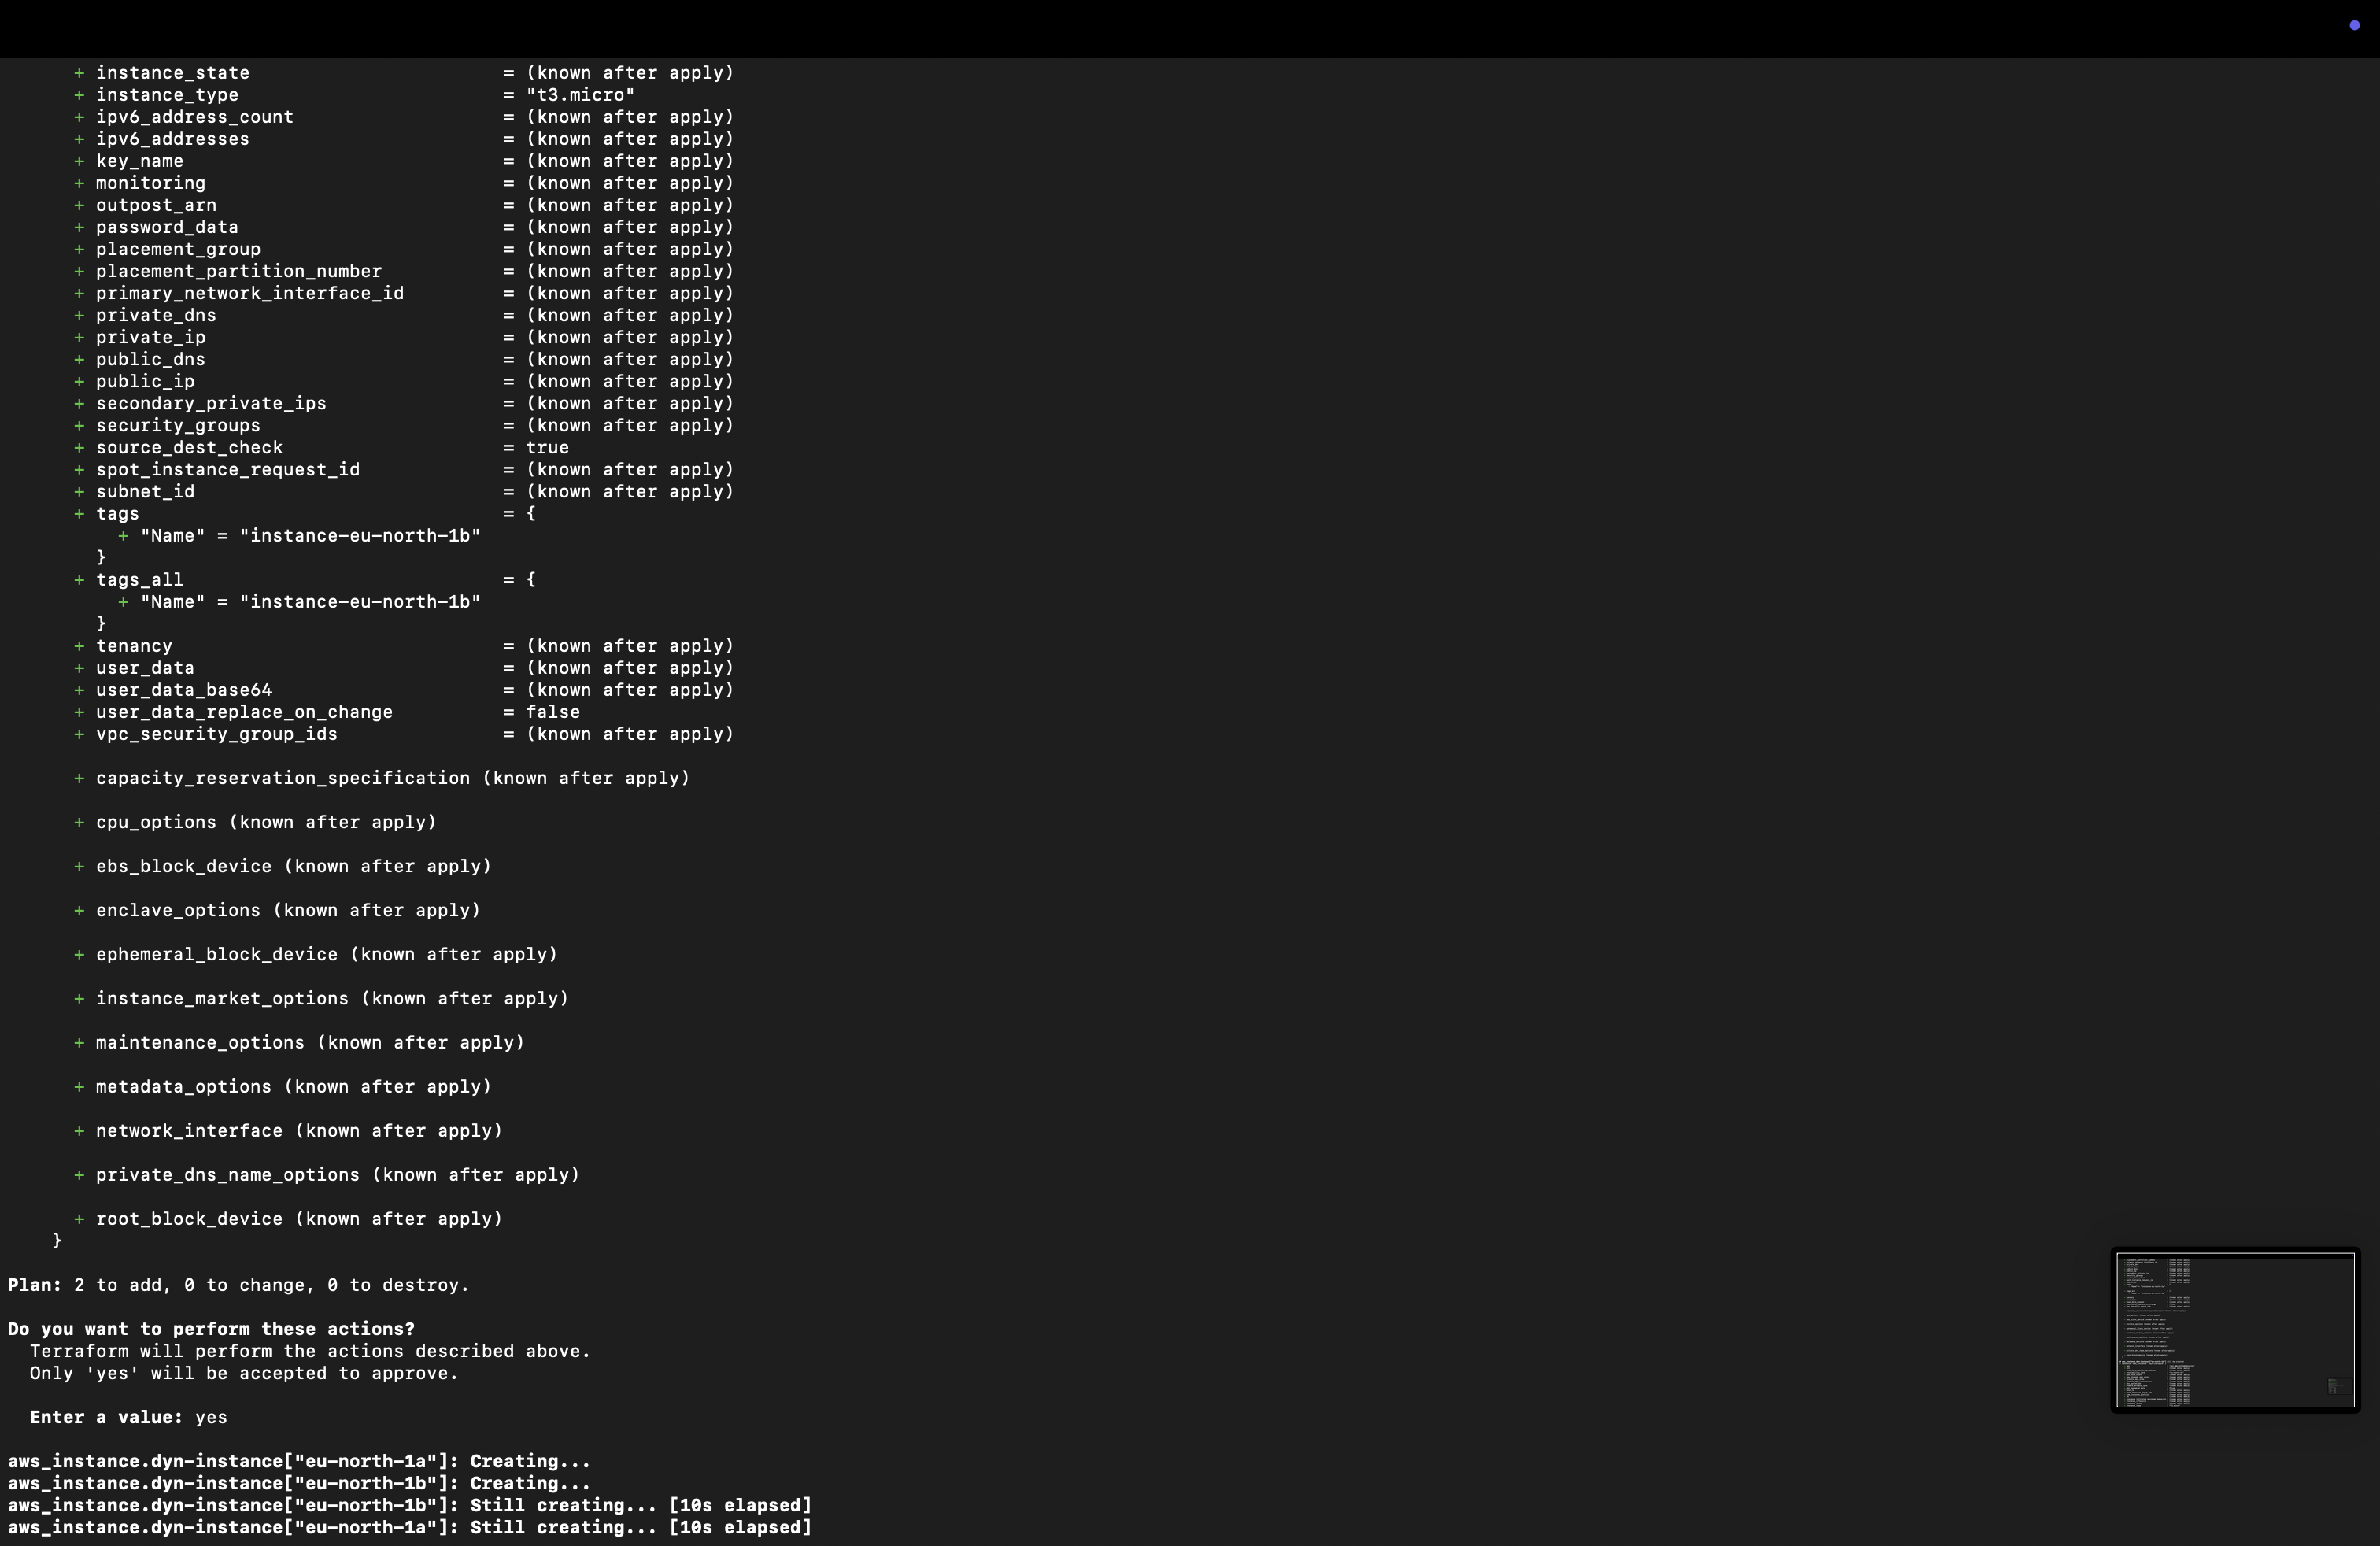 + instance_state = (known after apply)
+ instance_type = "t3.micro"
+ ipv6_address_count = (known after apply)
+ ipv6_addresses = (known after apply)
+ key_name = (known after apply)
+ monitoring = (known after apply)
+ outpost_arn = (known after apply)
+ password_data = (known after apply)
+ placement_group = (known after apply)
+ placement_partition_number = (known after apply)
+ primary_network_interface_id = (known after apply)
+ private_dns = (known after apply)
+ private_ip = (known after apply)
+ public_dns = (known after apply)
+ public_ip = (known after apply)
+ secondary_private_ips = (known after apply)
+ security_groups = (known after apply)
+ source_dest_check = true
+ spot_instance_request_id = (known after apply)
+ subnet_id = (known after apply)
+ tags = {
+ "Name" = "instance-eu-north-1b"
}
+ tags_all = {
+ "Name" = "instance-eu-north-1b"
}
+ tenancy = (known after apply)
+ user_data = (known after apply)
+ user_data_base64 = (known after apply)
+ user_data_replace_on_change = false
+ vpc_security_group_ids = (known after apply)
+ capacity_reservation_specification (known after apply)
+ cpu_options (known after apply)
+ ebs_block_device (known after apply)
+ enclave_options (known after apply)
+ ephemeral_block_device (known after apply)
+ instance_market_options (known after apply)
+ maintenance_options (known after apply)
+ metadata_options (known after apply)
+ network_interface (known after apply)
+ private_dns_name_options (known after apply)
+ root_block_device (known after apply)
}
Plan: 2 to add, 0 to change, 0 to destroy.
Do you want to perform these actions?
Terraform will perform the actions described above.
Only 'yes' will be accepted to approve.
Enter a value: yes
aws_instance.dyn-instance["eu-north-1a"]: Creating...
aws_instance.dyn-instance["eu-north-1b"]: Creating...
aws_instance.dyn-instance["eu-north-1b"]: Still creating... [10s elapsed]
aws_instance.dyn-instance["eu-north-1a"]: Still creating... [10s elapsed]